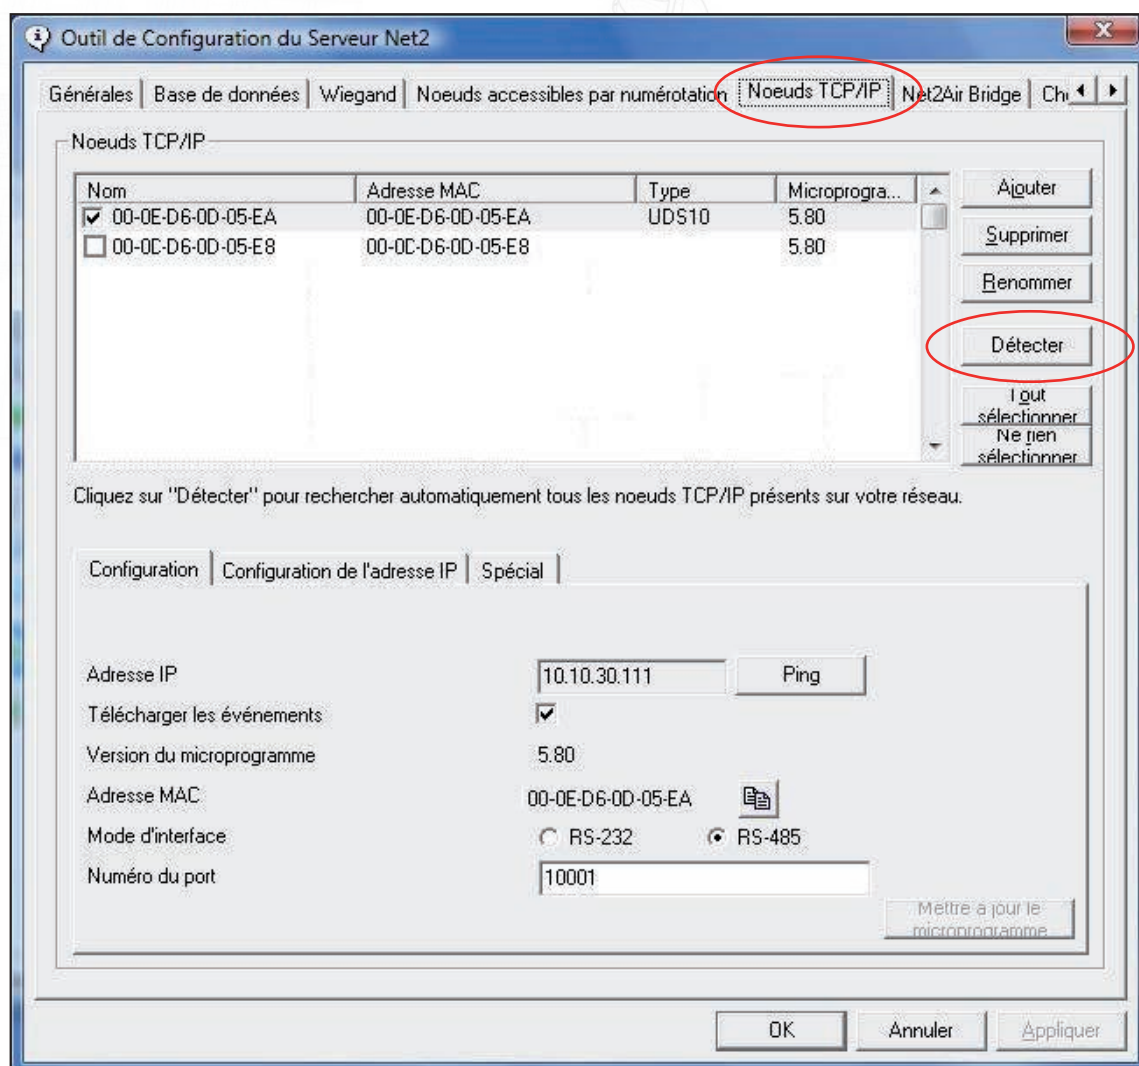 Outil de Configuration du Serveur Net2
Générales Base de données Wiegand Noeuds accessibles par numérotation Noeuds TCP/IP Net2Air Bridge
Noeuds TCP/IP
Nom Adresse MAC Type Microprogra...
00-0E-D6-0D-05-EA 00-0E-D6-0D-05-EA UDS10 5.80
00-0E-D6-0D-05-E8 00-0E-D6-0D-05-E8 5.80
Ajouter
Supprimer
Renommer
Détecter
Tout
sélectionner
Ne rien
sélectionner
Cliquez sur "Détecter" pour rechercher automatiquement tous les noeuds TCP/IP présents sur votre réseau.
Configuration Configuration de l'adresse IP Spécial
Adresse IP 10.10.30.111 Ping
Télécharger les événements
Version du microprogramme 5.80
Adresse MAC 00-0E-D6-0D-05-EA
Mode d'interface RS-232 RS-485
Numéro du port 10001
Mettre à jour le
microprogramme
OK Annuler Appliquer